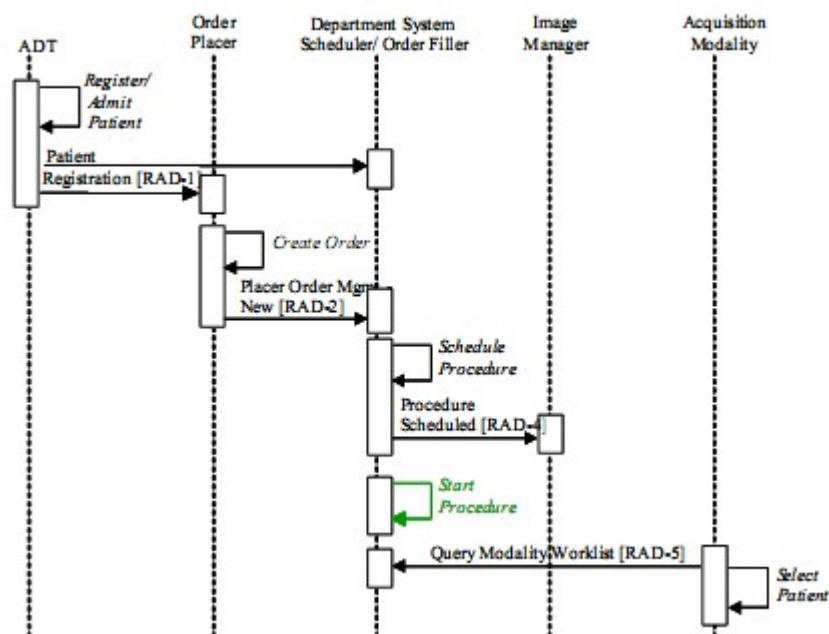 ADT
Order
Placer
Department System
Scheduler/ Order Filler
Image
Manager
Acquisition
Modality
Register/
Admit
Patient
Patient
Registration [RAD-1]
Create Order
Placer Order Mgm
New [RAD-2]
Schedule
Procedure
Procedure
Scheduled [RAD-4]
Start
Procedure
Query Modality Worklist [RAD-5]
Select
Patient